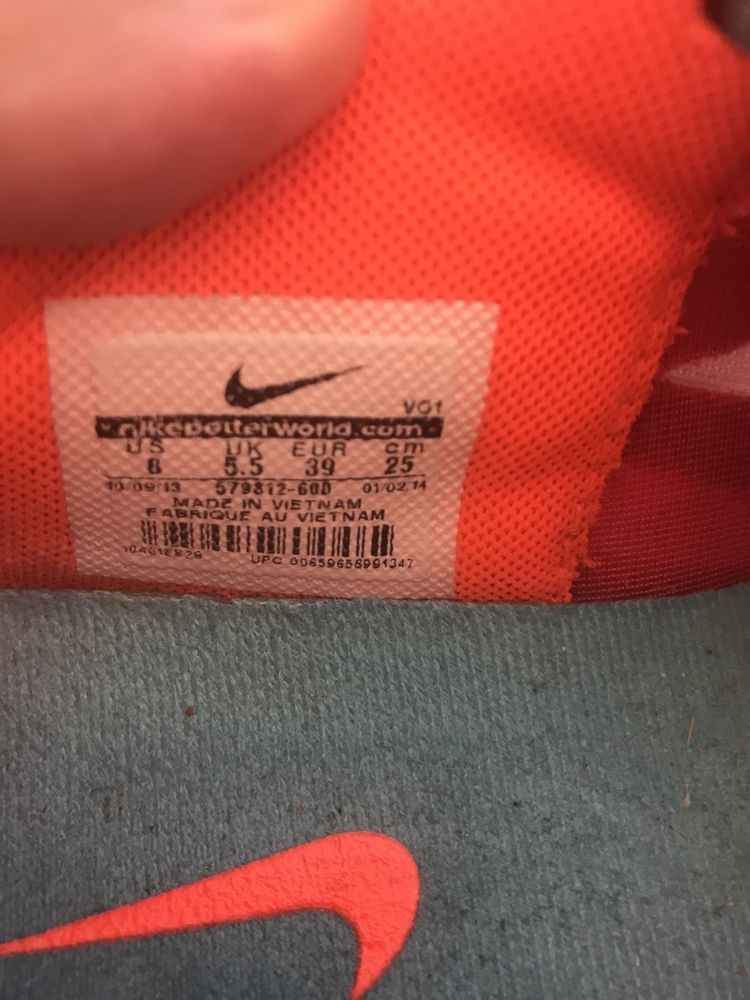 VO1
nikebetterworld.com
US UK EUR cm
8 5.5 39 25
10/09/13 579812-600 01/02/14
MADE IN VIETNAM
FABRIQUE AU VIETNAM
UPC 00659658991347